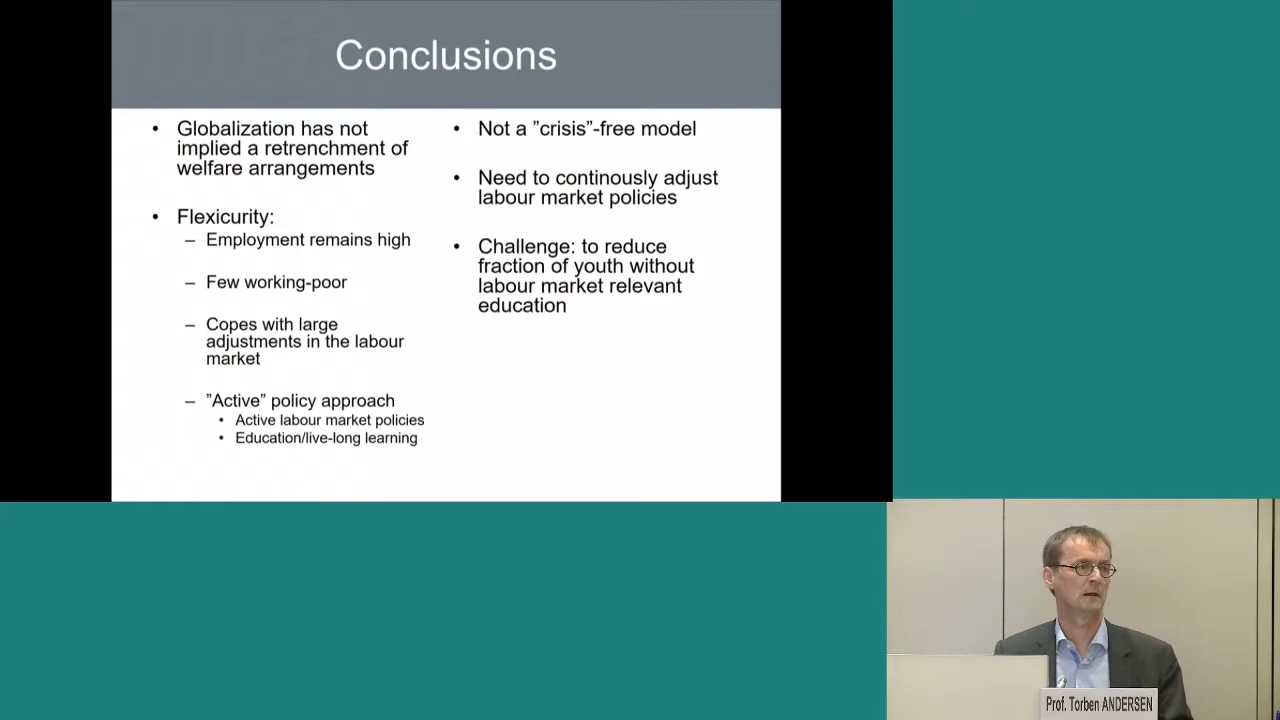 Conclusions
• Globalization has not
implied a retrenchment of
welfare arrangements
• Flexicurity:
– Employment remains high
– Few working-poor
– Copes with large
adjustments in the labour
market
– ”Active” policy approach
• Active labour market policies
• Education/live-long learning
• Not a ”crisis”-free model
• Need to continously adjust
labour market policies
• Challenge: to reduce
fraction of youth without
labour market relevant
education
Prof. Torben ANDERSEN